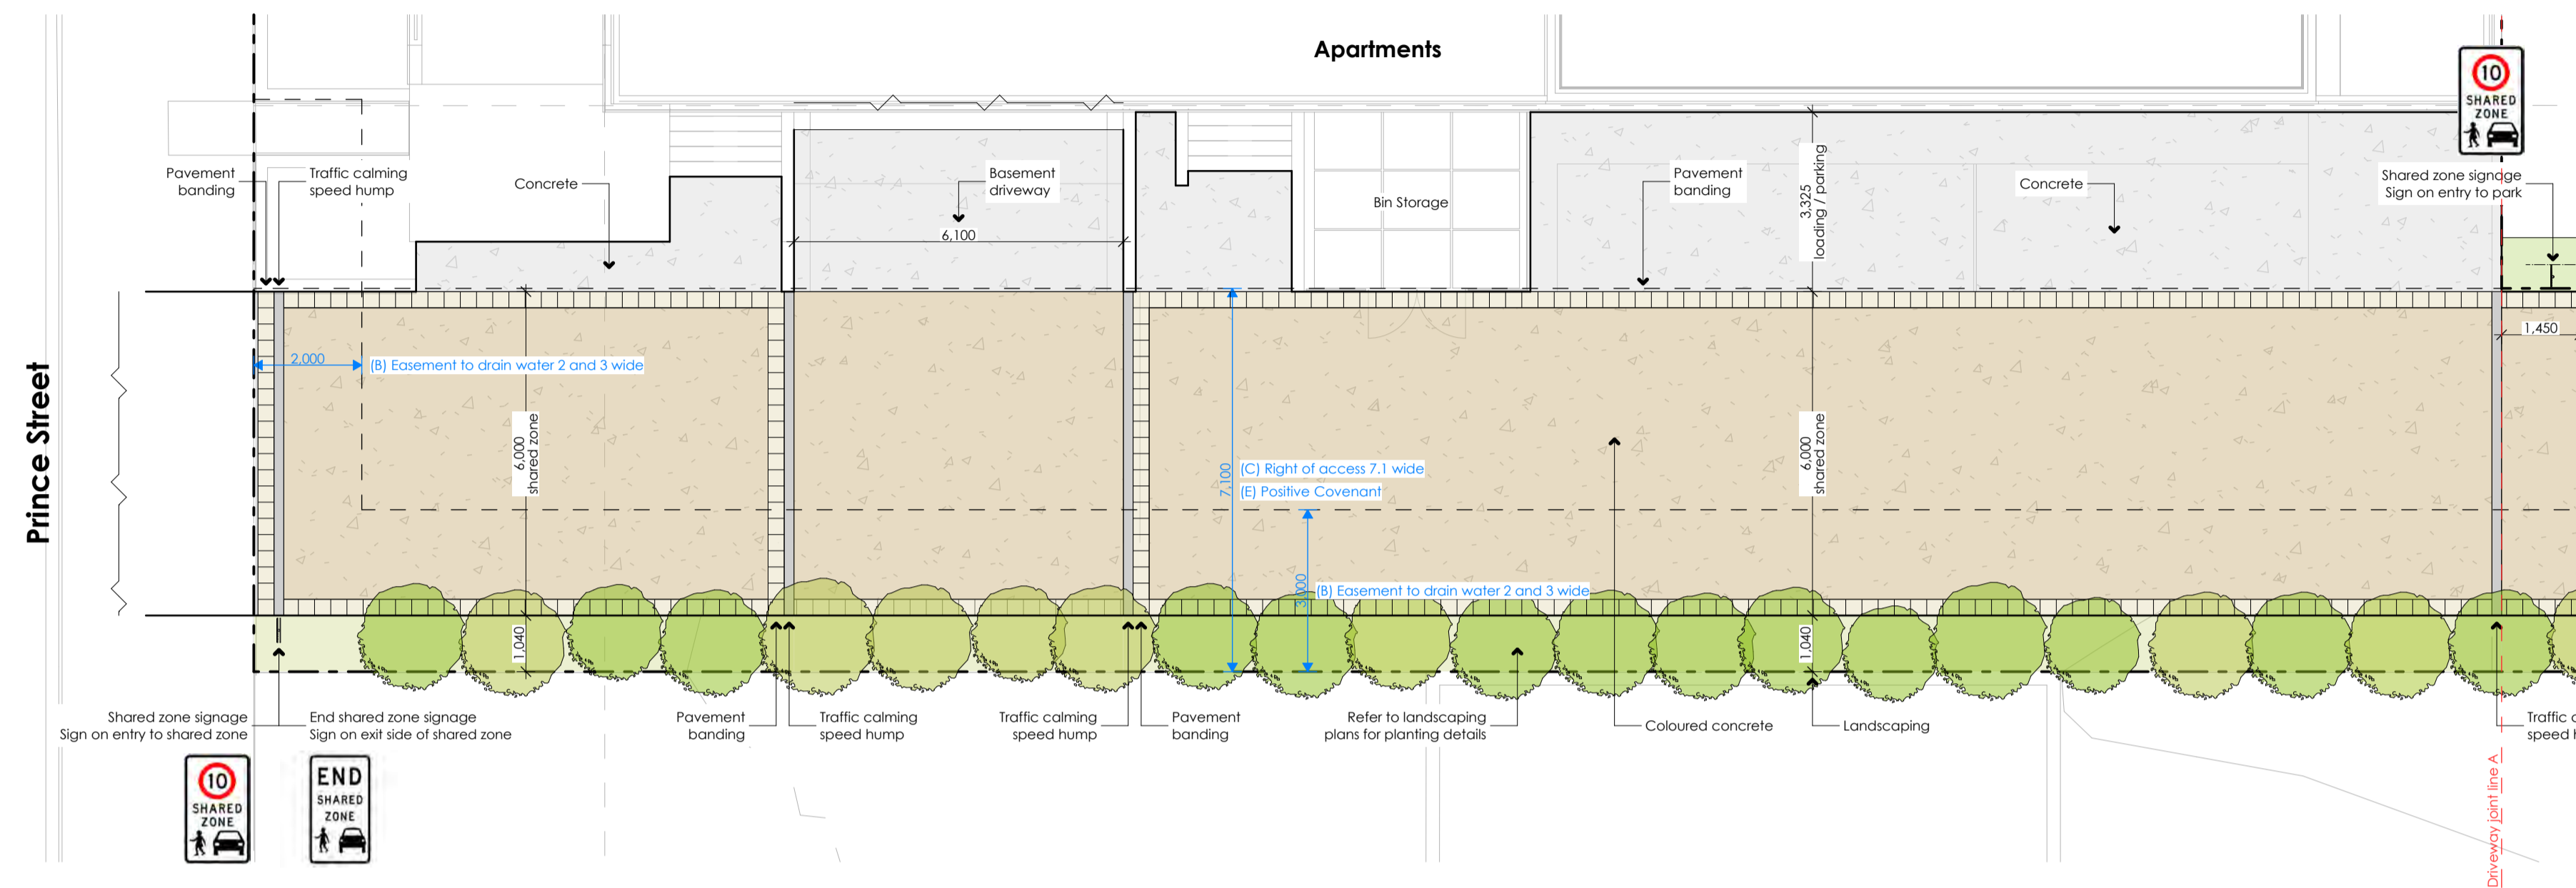 Apartments
10
SHARED
ZONE
Pavement
banding
Traffic calming
speed hump
Concrete
Basement
driveway
6,100
Bin Storage
Pavement
banding
3,325
loading / parking
Concrete
Shared zone signage
Sign on entry to park
1,450
Prince Street
2,000
(B) Easement to drain water 2 and 3 wide
6,000
shared zone
7,100
(C) Right of access 7.1 wide
(E) Positive Covenant
6,000
shared zone
3,000
(B) Easement to drain water 2 and 3 wide
1,040
1,040
Shared zone signage
Sign on entry to shared zone
End shared zone signage
Sign on exit side of shared zone
Pavement
banding
Traffic calming
speed hump
Traffic calming
speed hump
Pavement
banding
Refer to landscaping
plans for planting details
Coloured concrete
Landscaping
Traffic
speed
Driveway joint line A
10
SHARED
ZONE
END
SHARED
ZONE